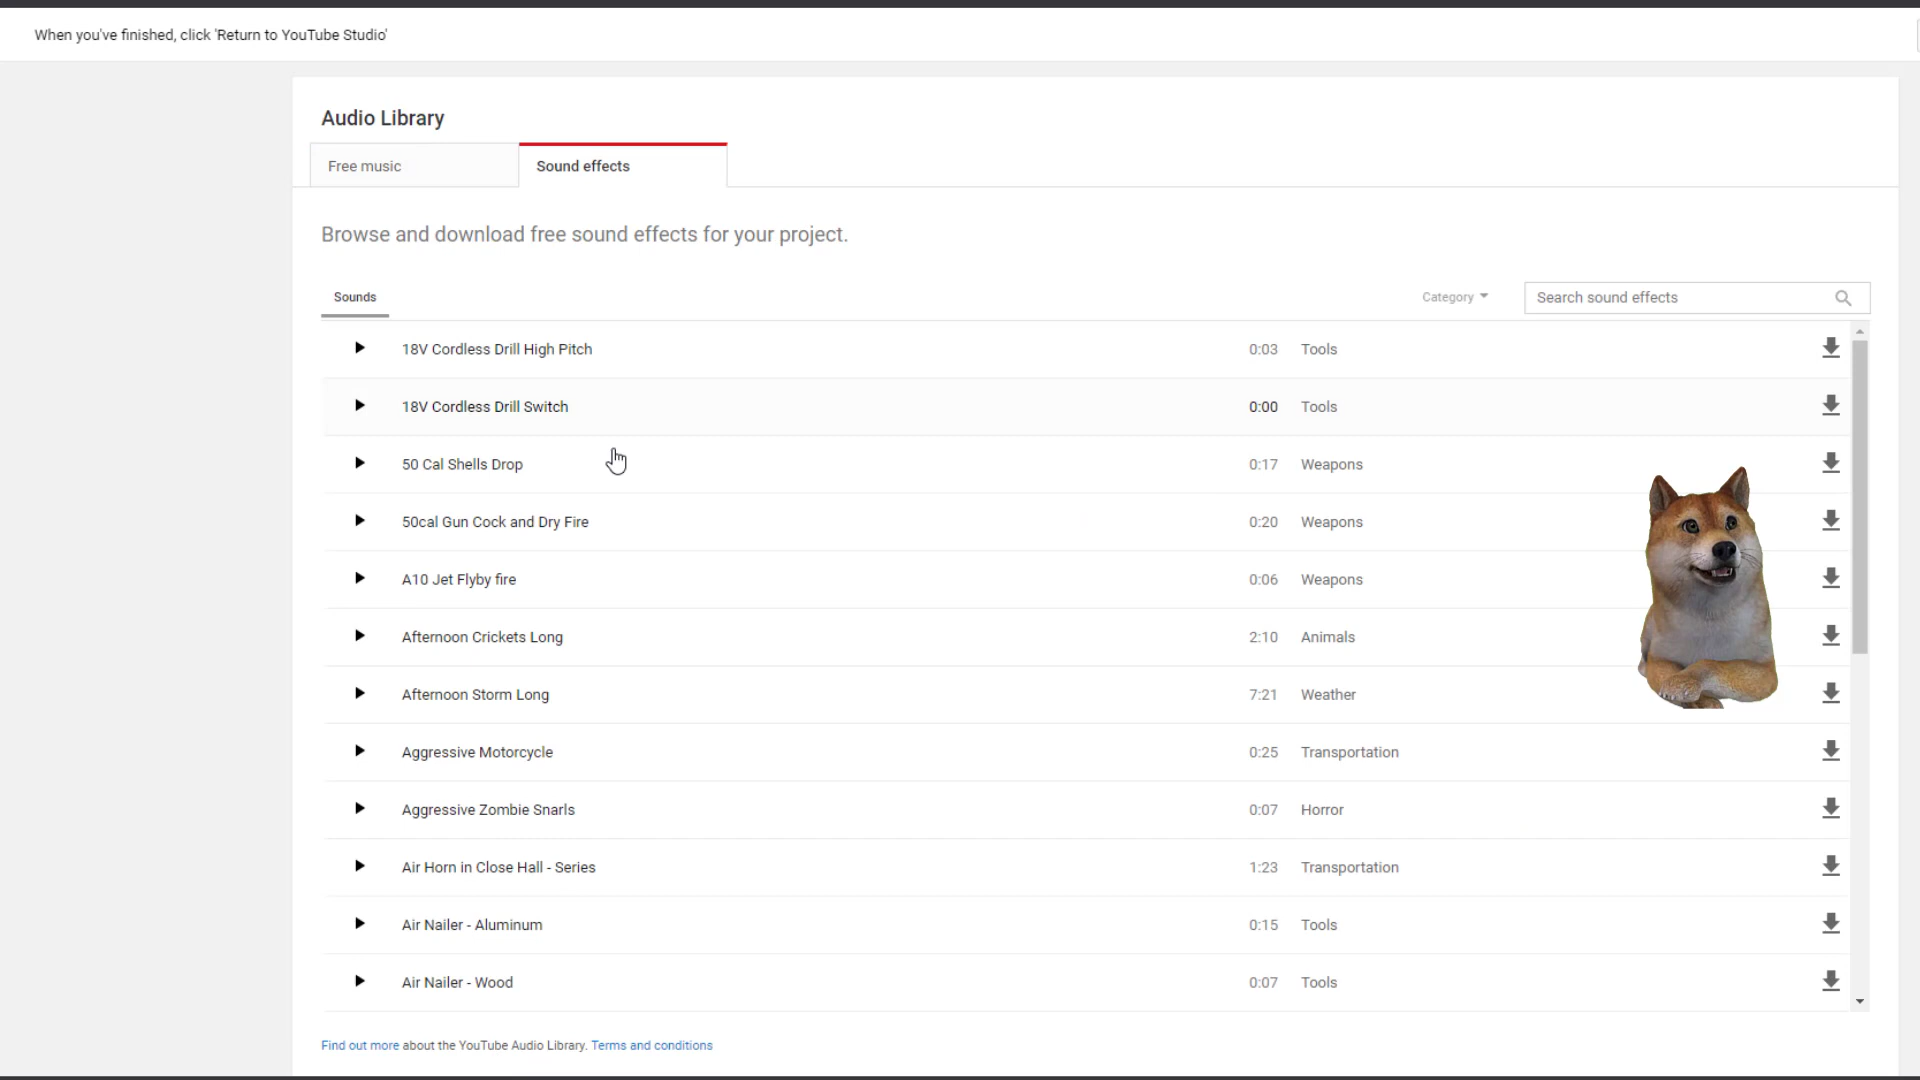 When you've finished, click 'Return to YouTube Studio'
Audio Library
Free music
Sound effects
Browse and download free sound effects for your project.
Sounds
Category
Search sound effects
18V Cordless Drill High Pitch 0:03 Tools
18V Cordless Drill Switch 0:00 Tools
50 Cal Shells Drop 0:17 Weapons
50cal Gun Cock and Dry Fire 0:20 Weapons
A10 Jet Flyby fire 0:06 Weapons
Afternoon Crickets Long 2:10 Animals
Afternoon Storm Long 7:21 Weather
Aggressive Motorcycle 0:25 Transportation
Aggressive Zombie Snarls 0:07 Horror
Air Horn in Close Hall - Series 1:23 Transportation
Air Nailer - Aluminum 0:15 Tools
Air Nailer - Wood 0:07 Tools
Find out more about the YouTube Audio Library. Terms and conditions